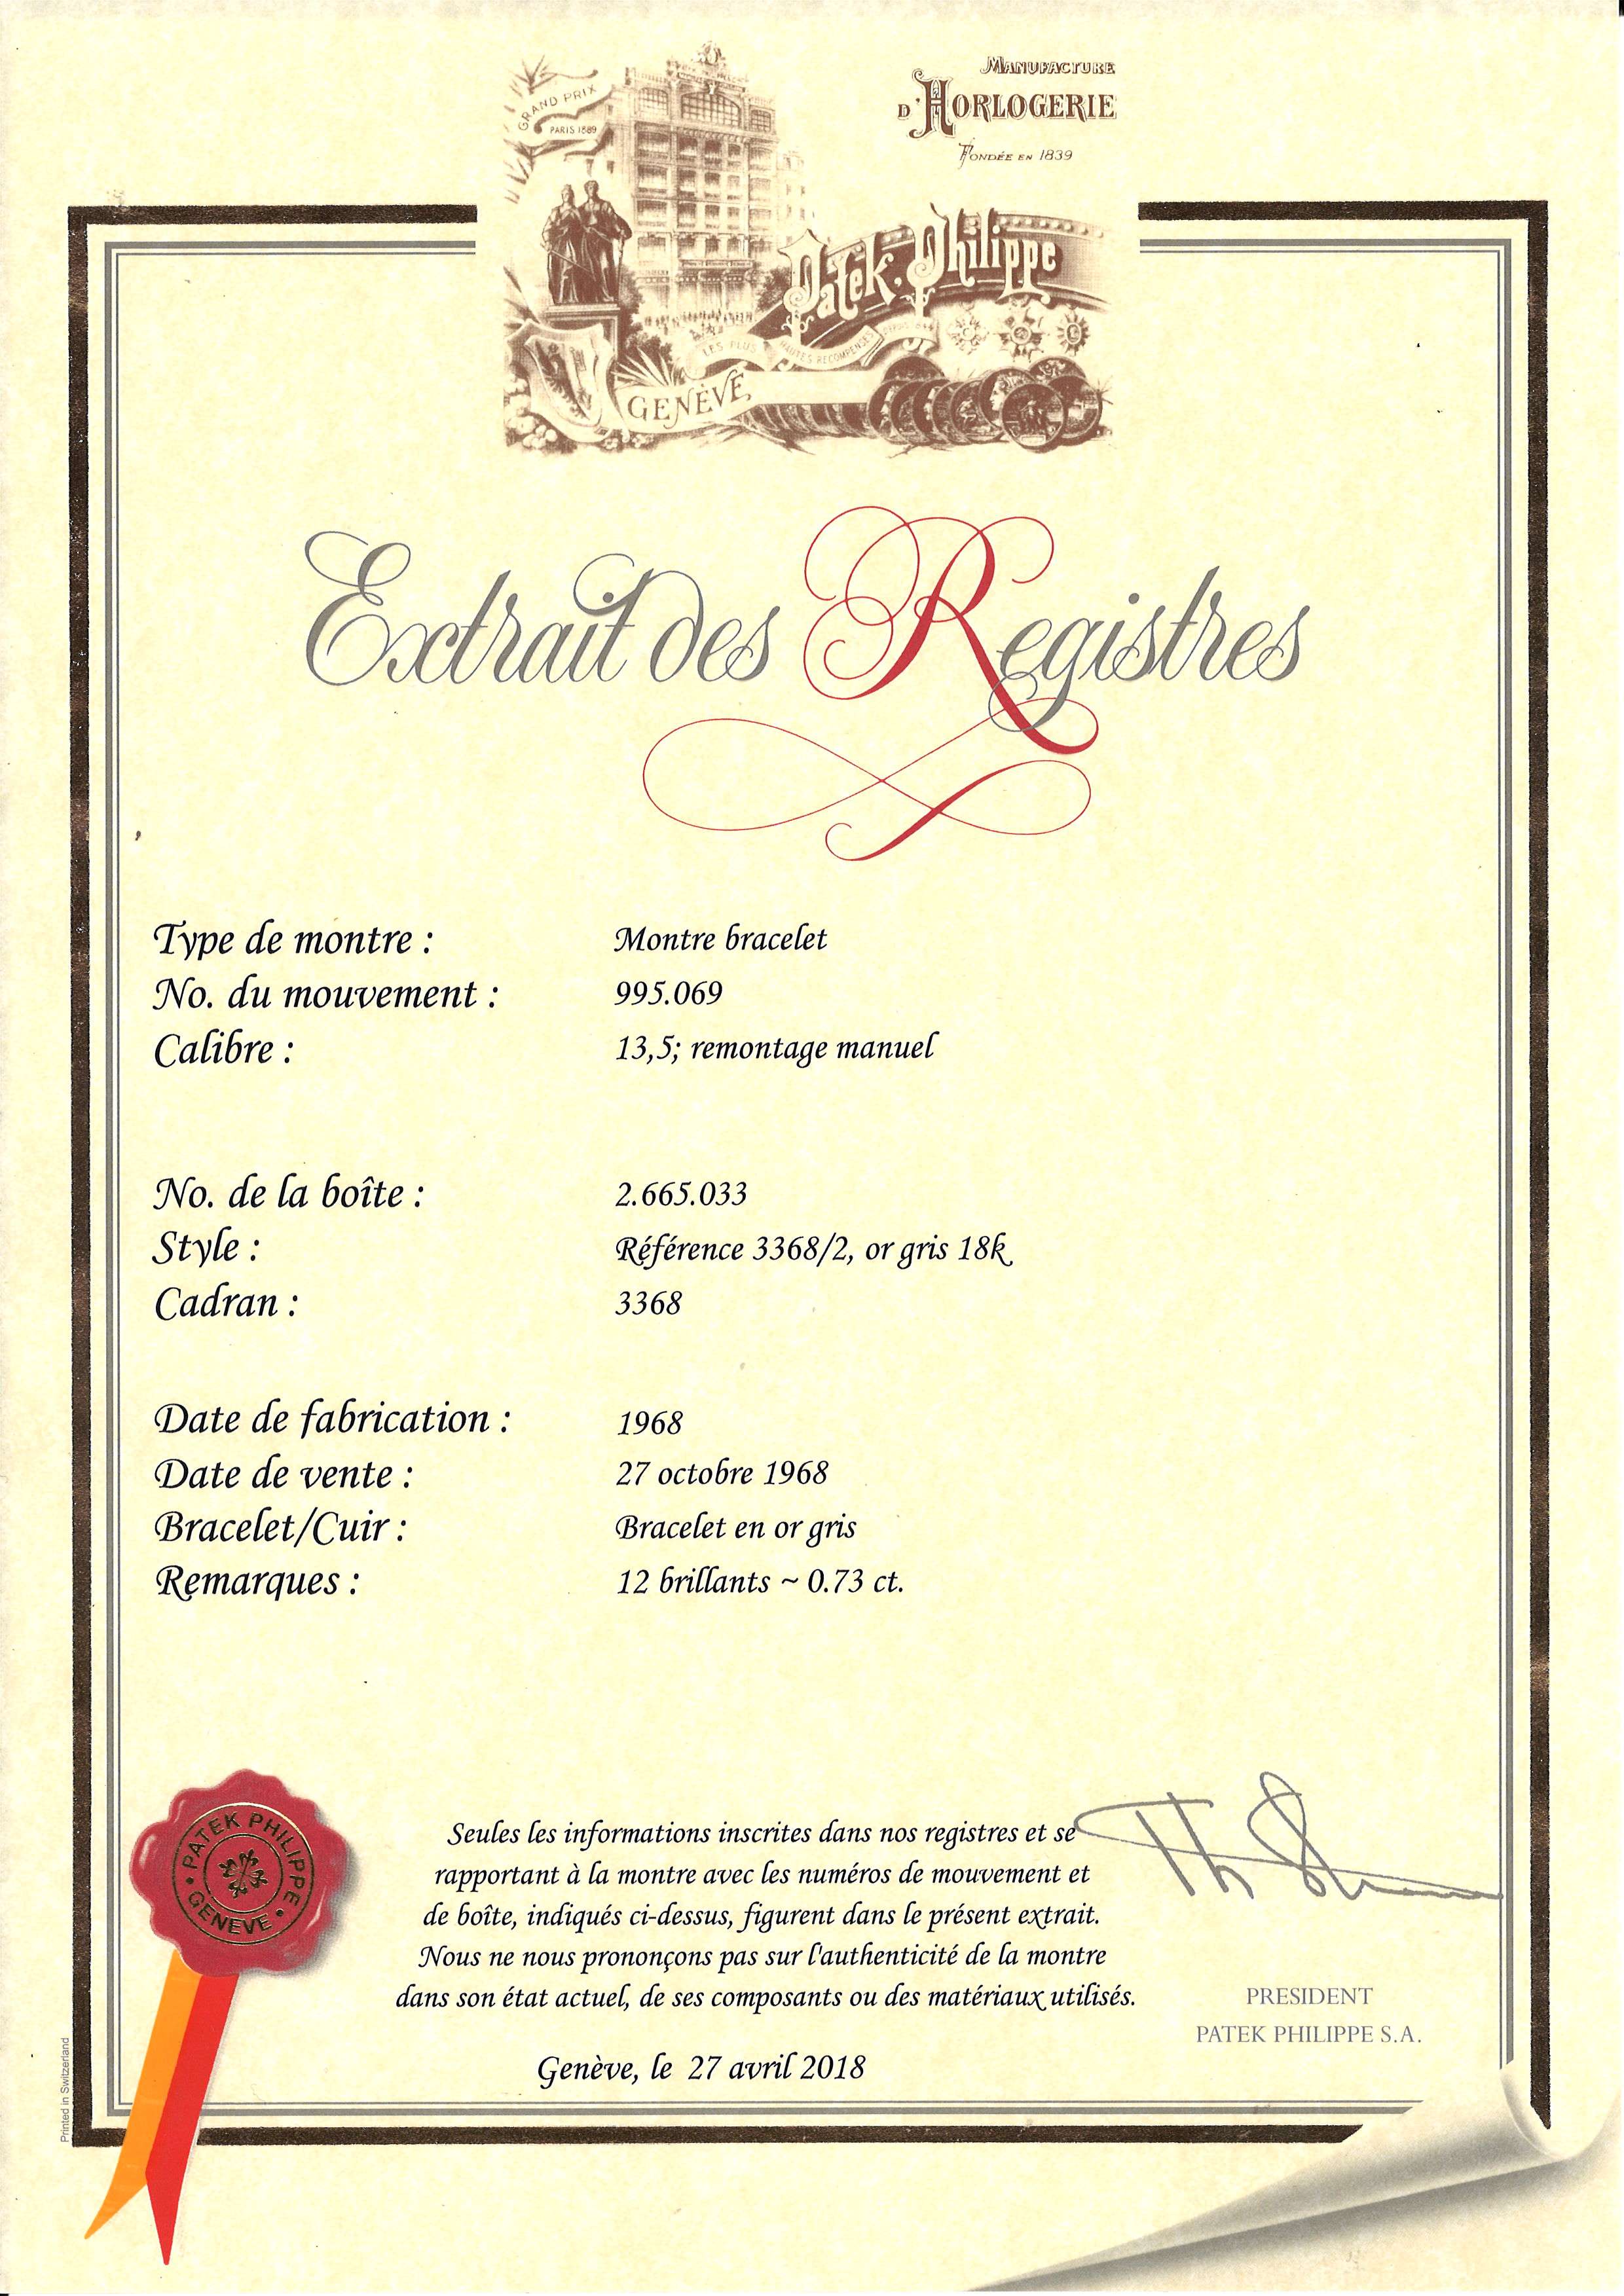 MANUFACTURE
D'HORLOGERIE
FONDÉE EN 1839
GRAND PRIX
PARIS 1889
Patek Philippe
LES PLUS HAUTES RECOMPENSES
GENÈVE
Extrait des Registres
Type de montre : Montre bracelet
No. du mouvement : 995.069
Calibre : 13,5; remontage manuel
No. de la boîte : 2.665.033
Style : Référence 3368/2, or gris 18k
Cadran : 3368
Date de fabrication : 1968
Date de vente : 27 octobre 1968
Bracelet/Cuir : Bracelet en or gris
Remarques : 12 brillants ~ 0.73 ct.
PATEK PHILIPPE
• GENEVE •
Seules les informations inscrites dans nos registres et se
rapportant à la montre avec les numéros de mouvement et
de boîte, indiqués ci-dessus, figurent dans le présent extrait.
Nous ne nous prononçons pas sur l'authenticité de la montre
dans son état actuel, de ses composants ou des matériaux utilisés.
PRESIDENT
PATEK PHILIPPE S.A.
Genève, le 27 avril 2018
Printed in Switzerland